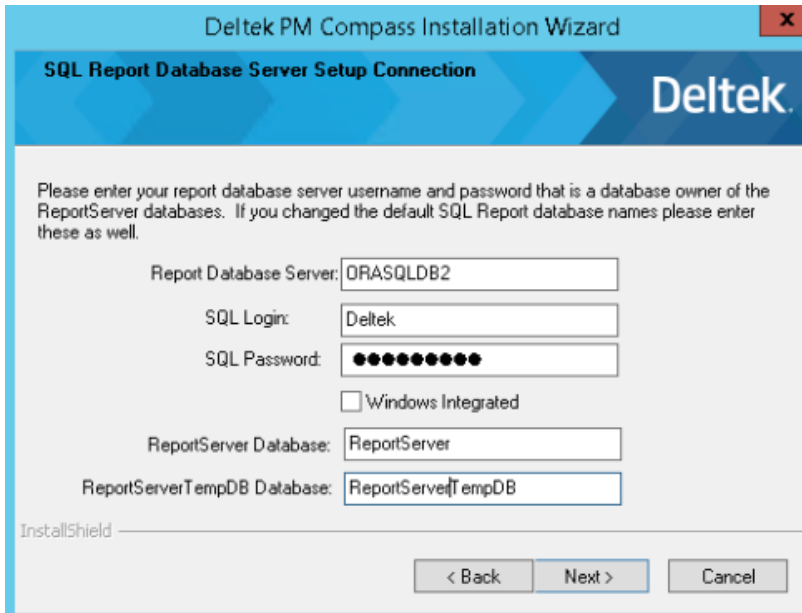 Deltek PM Compass Installation Wizard
x
SQL Report Database Server Setup Connection
Deltek.
Please enter your report database server username and password that is a database owner of the
ReportServer databases. If you changed the default SQL Report database names please enter
these as well.
Report Database Server: ORASQLDB2
SQL Login: Deltek
SQL Password: ●●●●●●●●●
Windows Integrated
ReportServer Database: ReportServer
ReportServerTempDB Database: ReportServerTempDB
InstallShield
< Back Next > Cancel